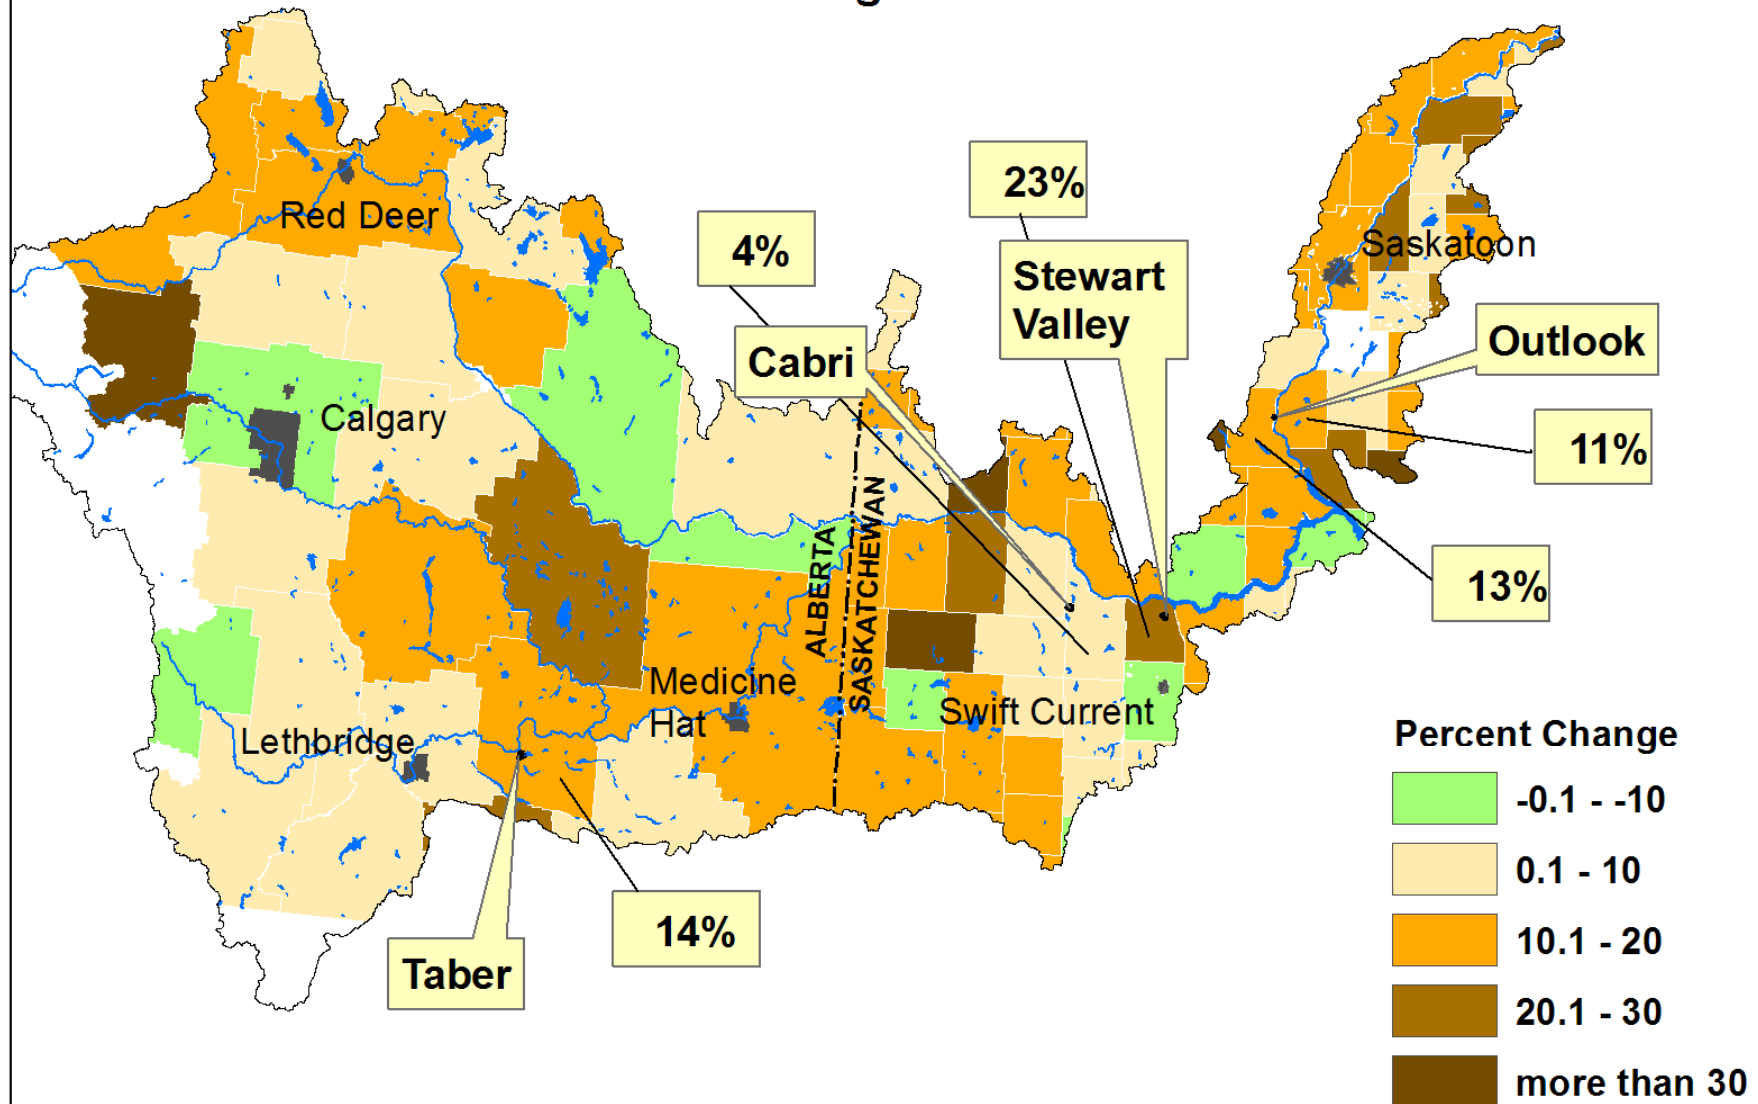 g
Red Deer
Saskatoon
23%
4%
Stewart
Valley
Outlook
Cabri
Calgary
11%
ALBERTA
SASKATCHEWAN
13%
Medicine
Hat
Swift Current
Lethbridge
14%
Taber
Percent Change
-0.1 - -10
0.1 - 10
10.1 - 20
20.1 - 30
more than 30